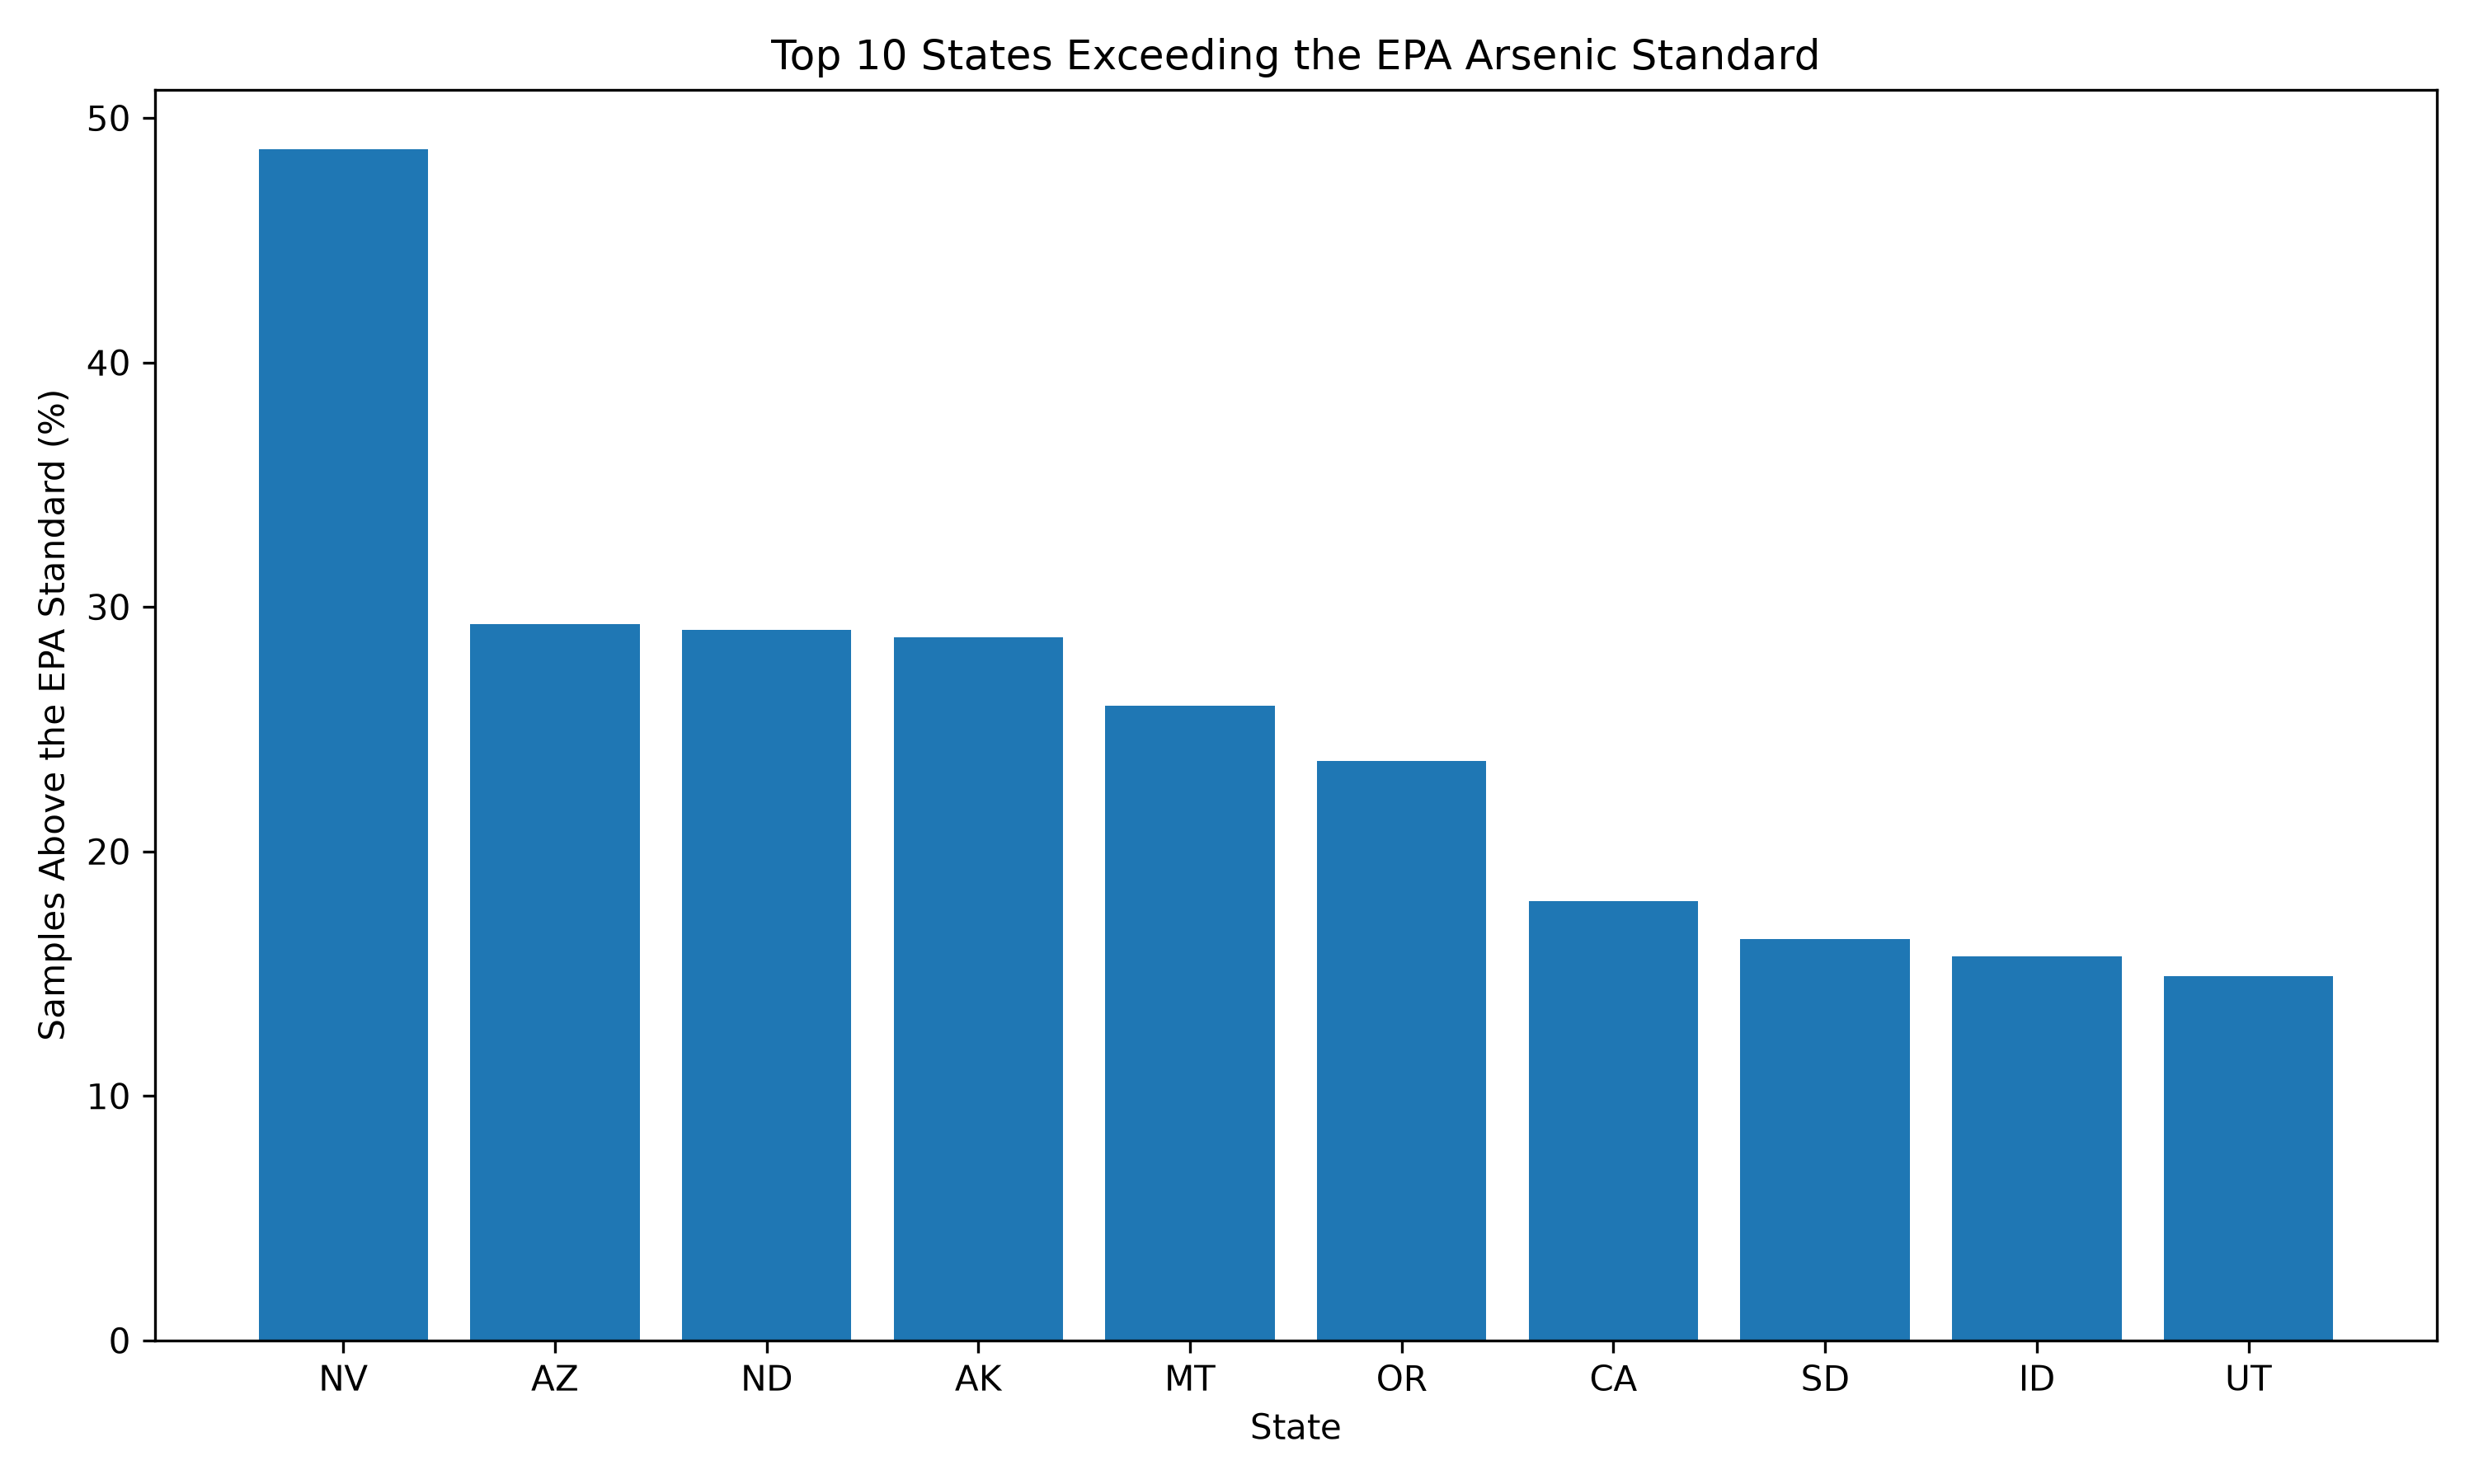 Top 10 States Exceeding the EPA Arsenic Standard
Samples Above the EPA Standard (%)
50
40
30
20
10
0
NV AZ ND AK MT OR CA SD ID UT
State